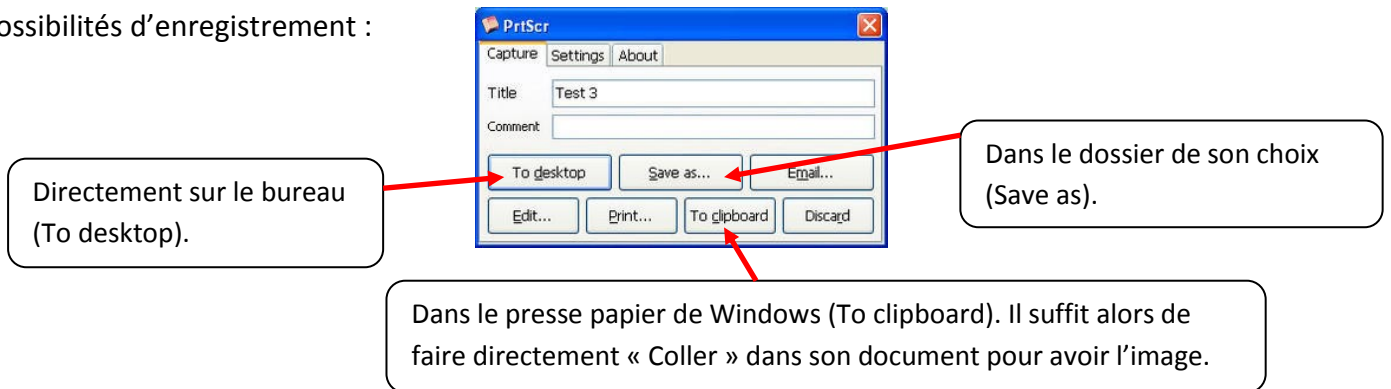 ossibilités d’enregistrement :
PrtScr
Capture Settings About
Title Test 3
Comment
To desktop Save as... Email...
Edit... Print... To clipboard Discard
Directement sur le bureau
(To desktop).
Dans le dossier de son choix
(Save as).
Dans le presse papier de Windows (To clipboard). Il suffit alors de
faire directement « Coller » dans son document pour avoir l’image.